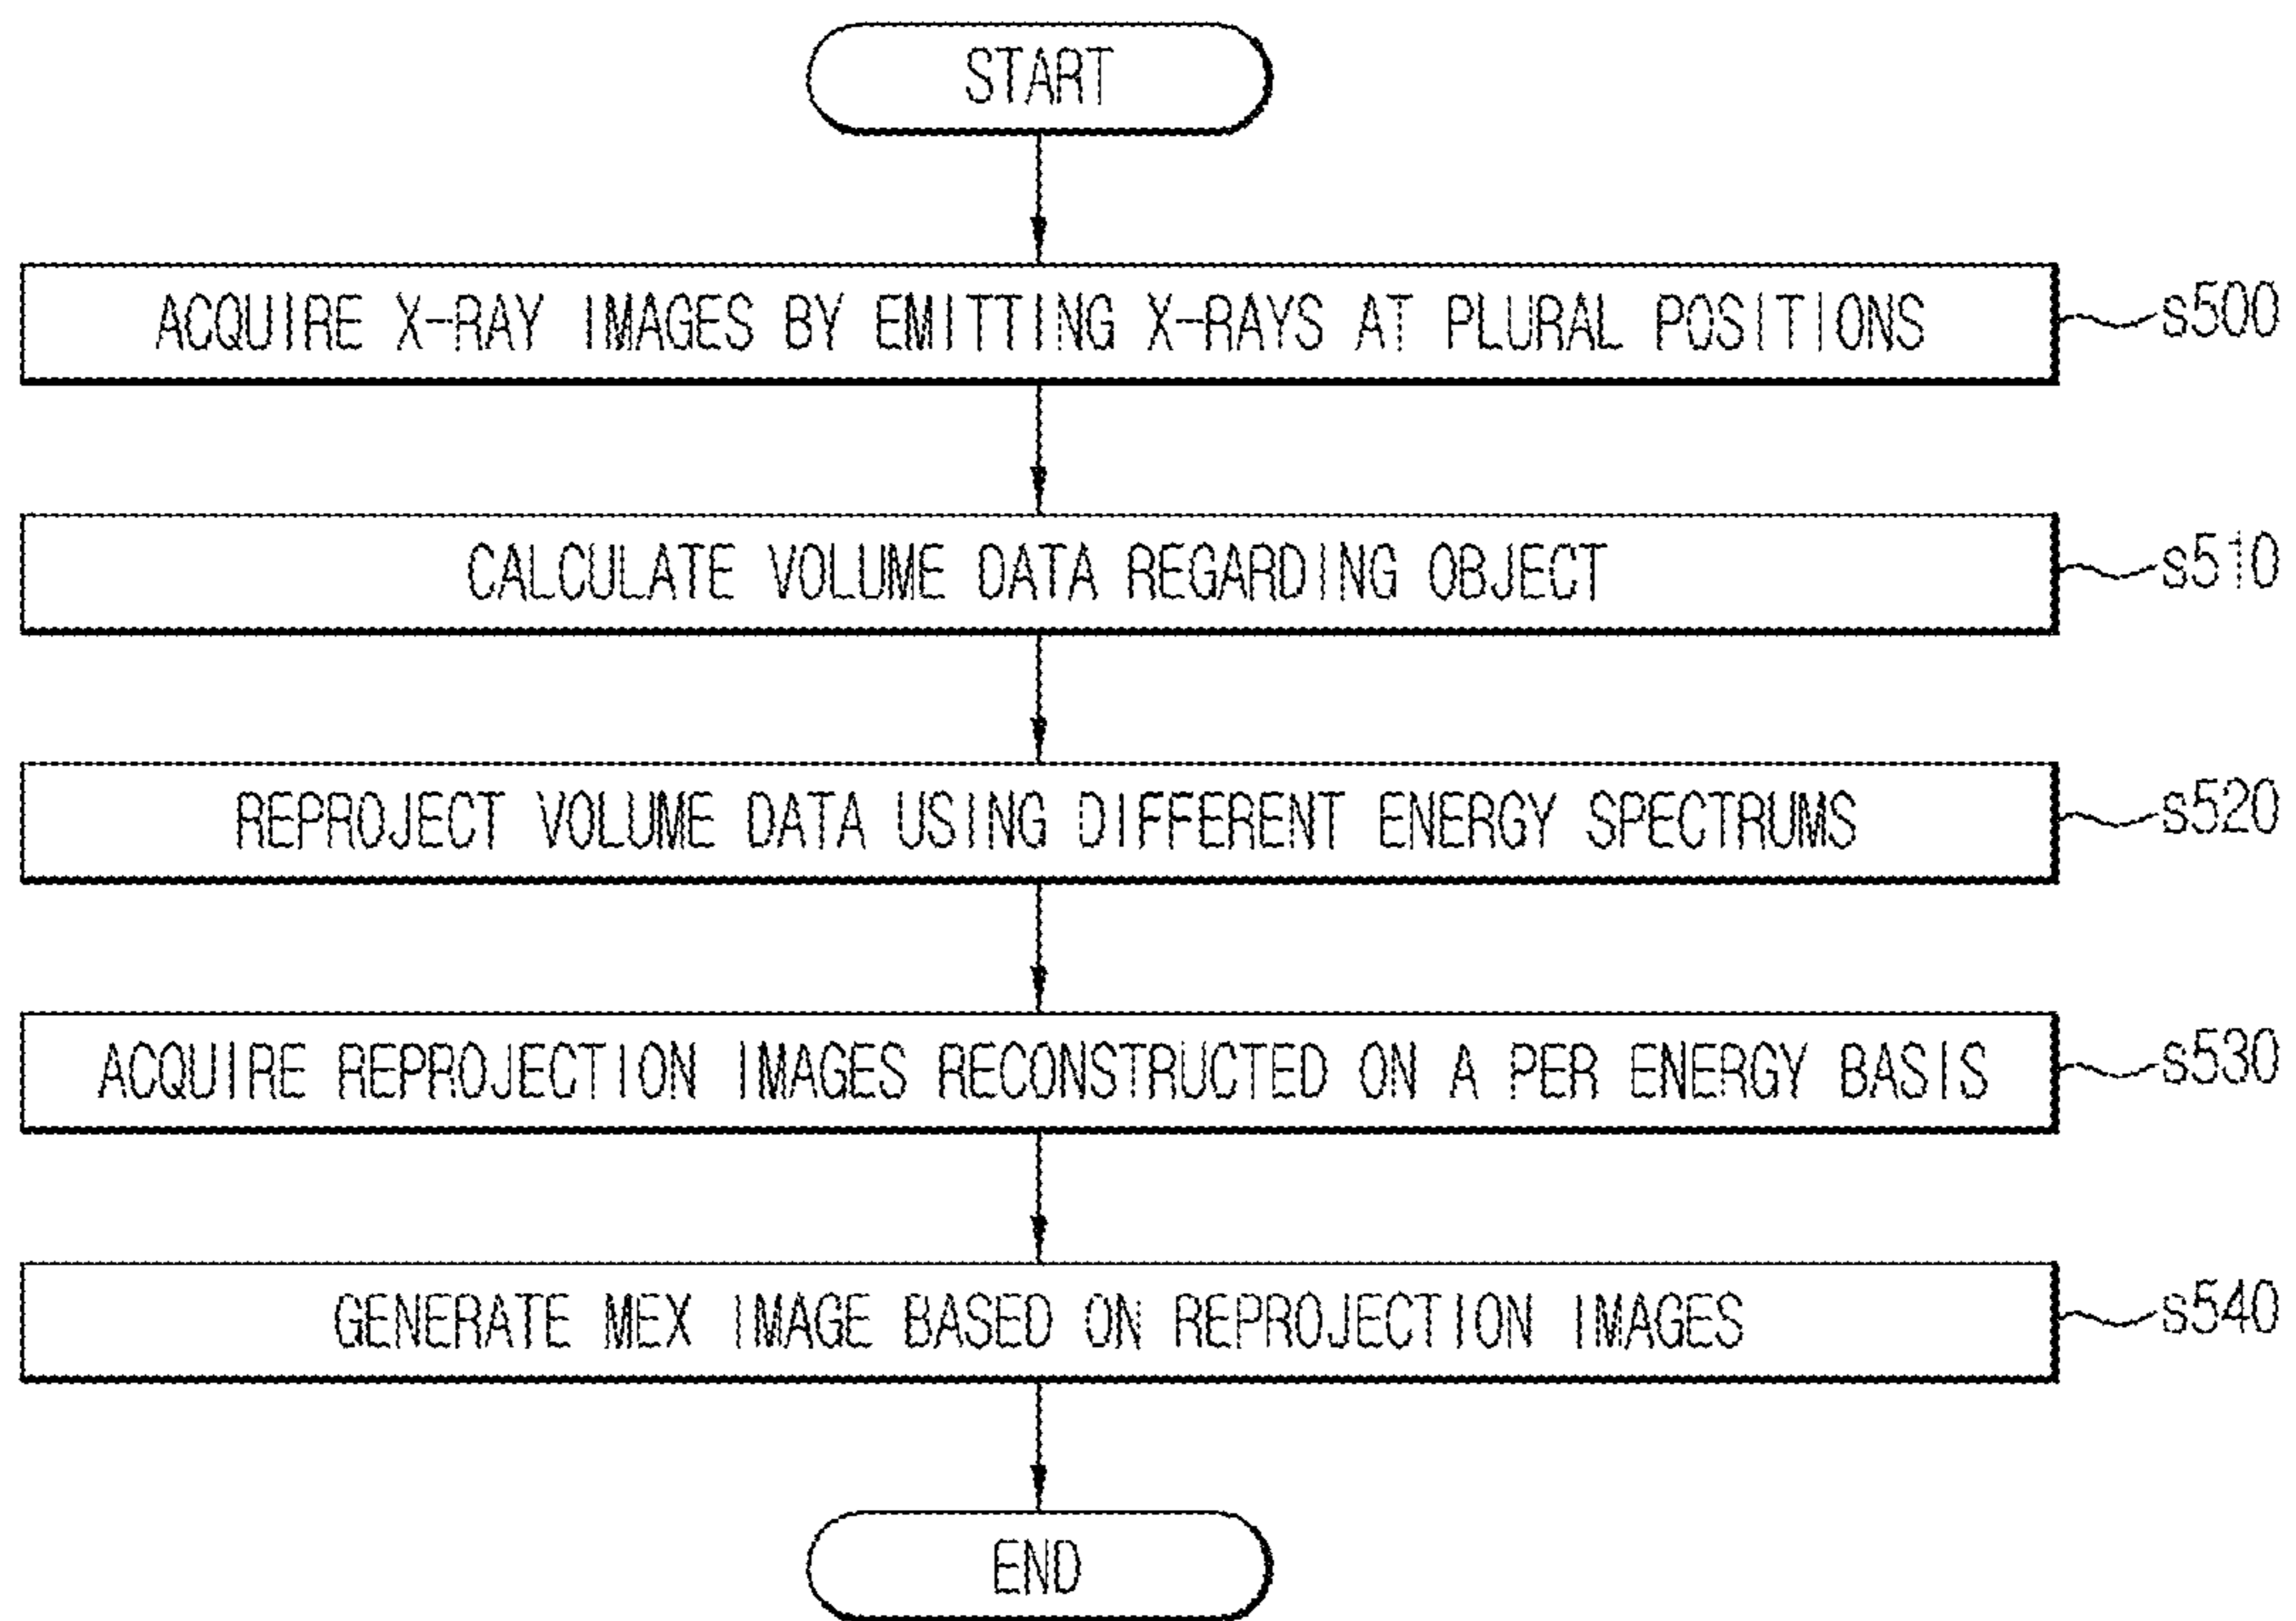 START
ACQUIRE X-RAY IMAGES BY EMITTING X-RAYS AT PLURAL POSITIONS
s500
CALCULATE VOLUME DATA REGARDING OBJECT
s510
REPROJECT VOLUME DATA USING DIFFERENT ENERGY SPECTRUMS
s520
ACQUIRE REPROJECTION IMAGES RECONSTRUCTED ON A PER ENERGY BASIS
s530
GENERATE MEX IMAGE BASED ON REPROJECTION IMAGES
s540
END